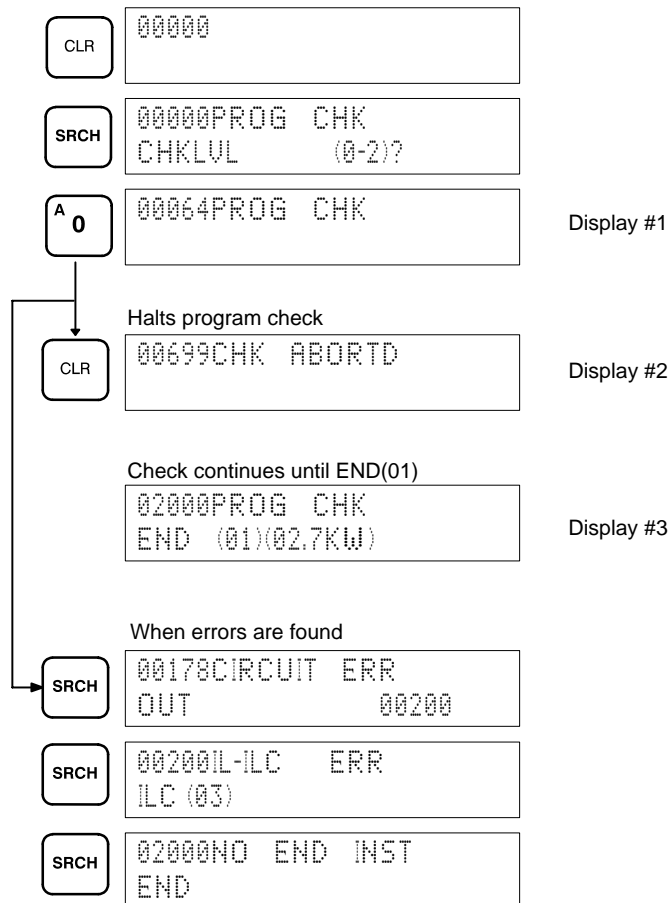 CLR
00000
SRCH
00000PROG CHK
CHKLVL (0-2)?
A
0
00064PROG CHK
Display #1
Halts program check
CLR
00699CHK ABORTD
Display #2
Check continues until END(01)
02000PROG CHK
END (01)(02.7KW)
Display #3
When errors are found
SRCH
00178CIRCUIT ERR
OUT 00200
SRCH
00200IL-ILC ERR
ILC (03)
SRCH
02000NO END INST
END